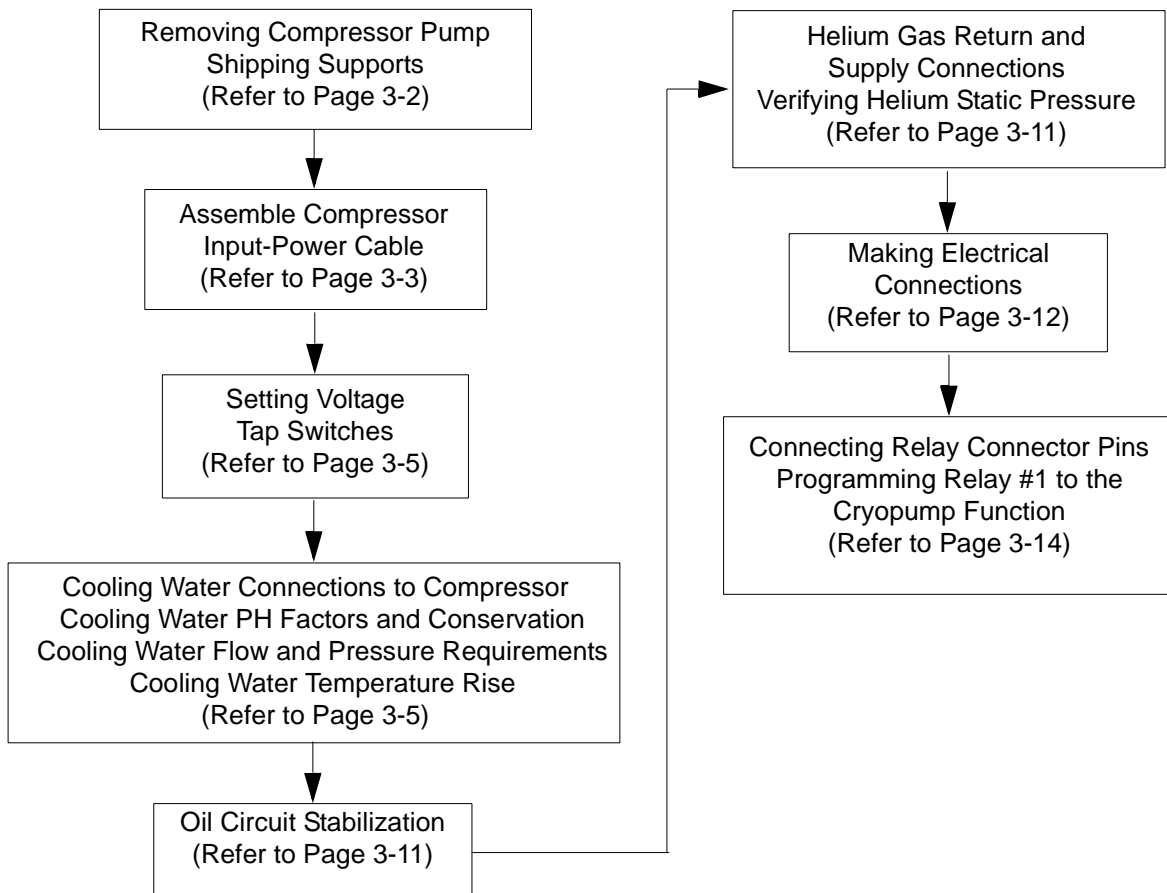 Removing Compressor Pump
Shipping Supports
(Refer to Page 3-2)
Assemble Compressor
Input-Power Cable
(Refer to Page 3-3)
Setting Voltage
Tap Switches
(Refer to Page 3-5)
Cooling Water Connections to Compressor
Cooling Water PH Factors and Conservation
Cooling Water Flow and Pressure Requirements
Cooling Water Temperature Rise
(Refer to Page 3-5)
Oil Circuit Stabilization
(Refer to Page 3-11)
Helium Gas Return and
Supply Connections
Verifying Helium Static Pressure
(Refer to Page 3-11)
Making Electrical
Connections
(Refer to Page 3-12)
Connecting Relay Connector Pins
Programming Relay #1 to the
Cryopump Function
(Refer to Page 3-14)